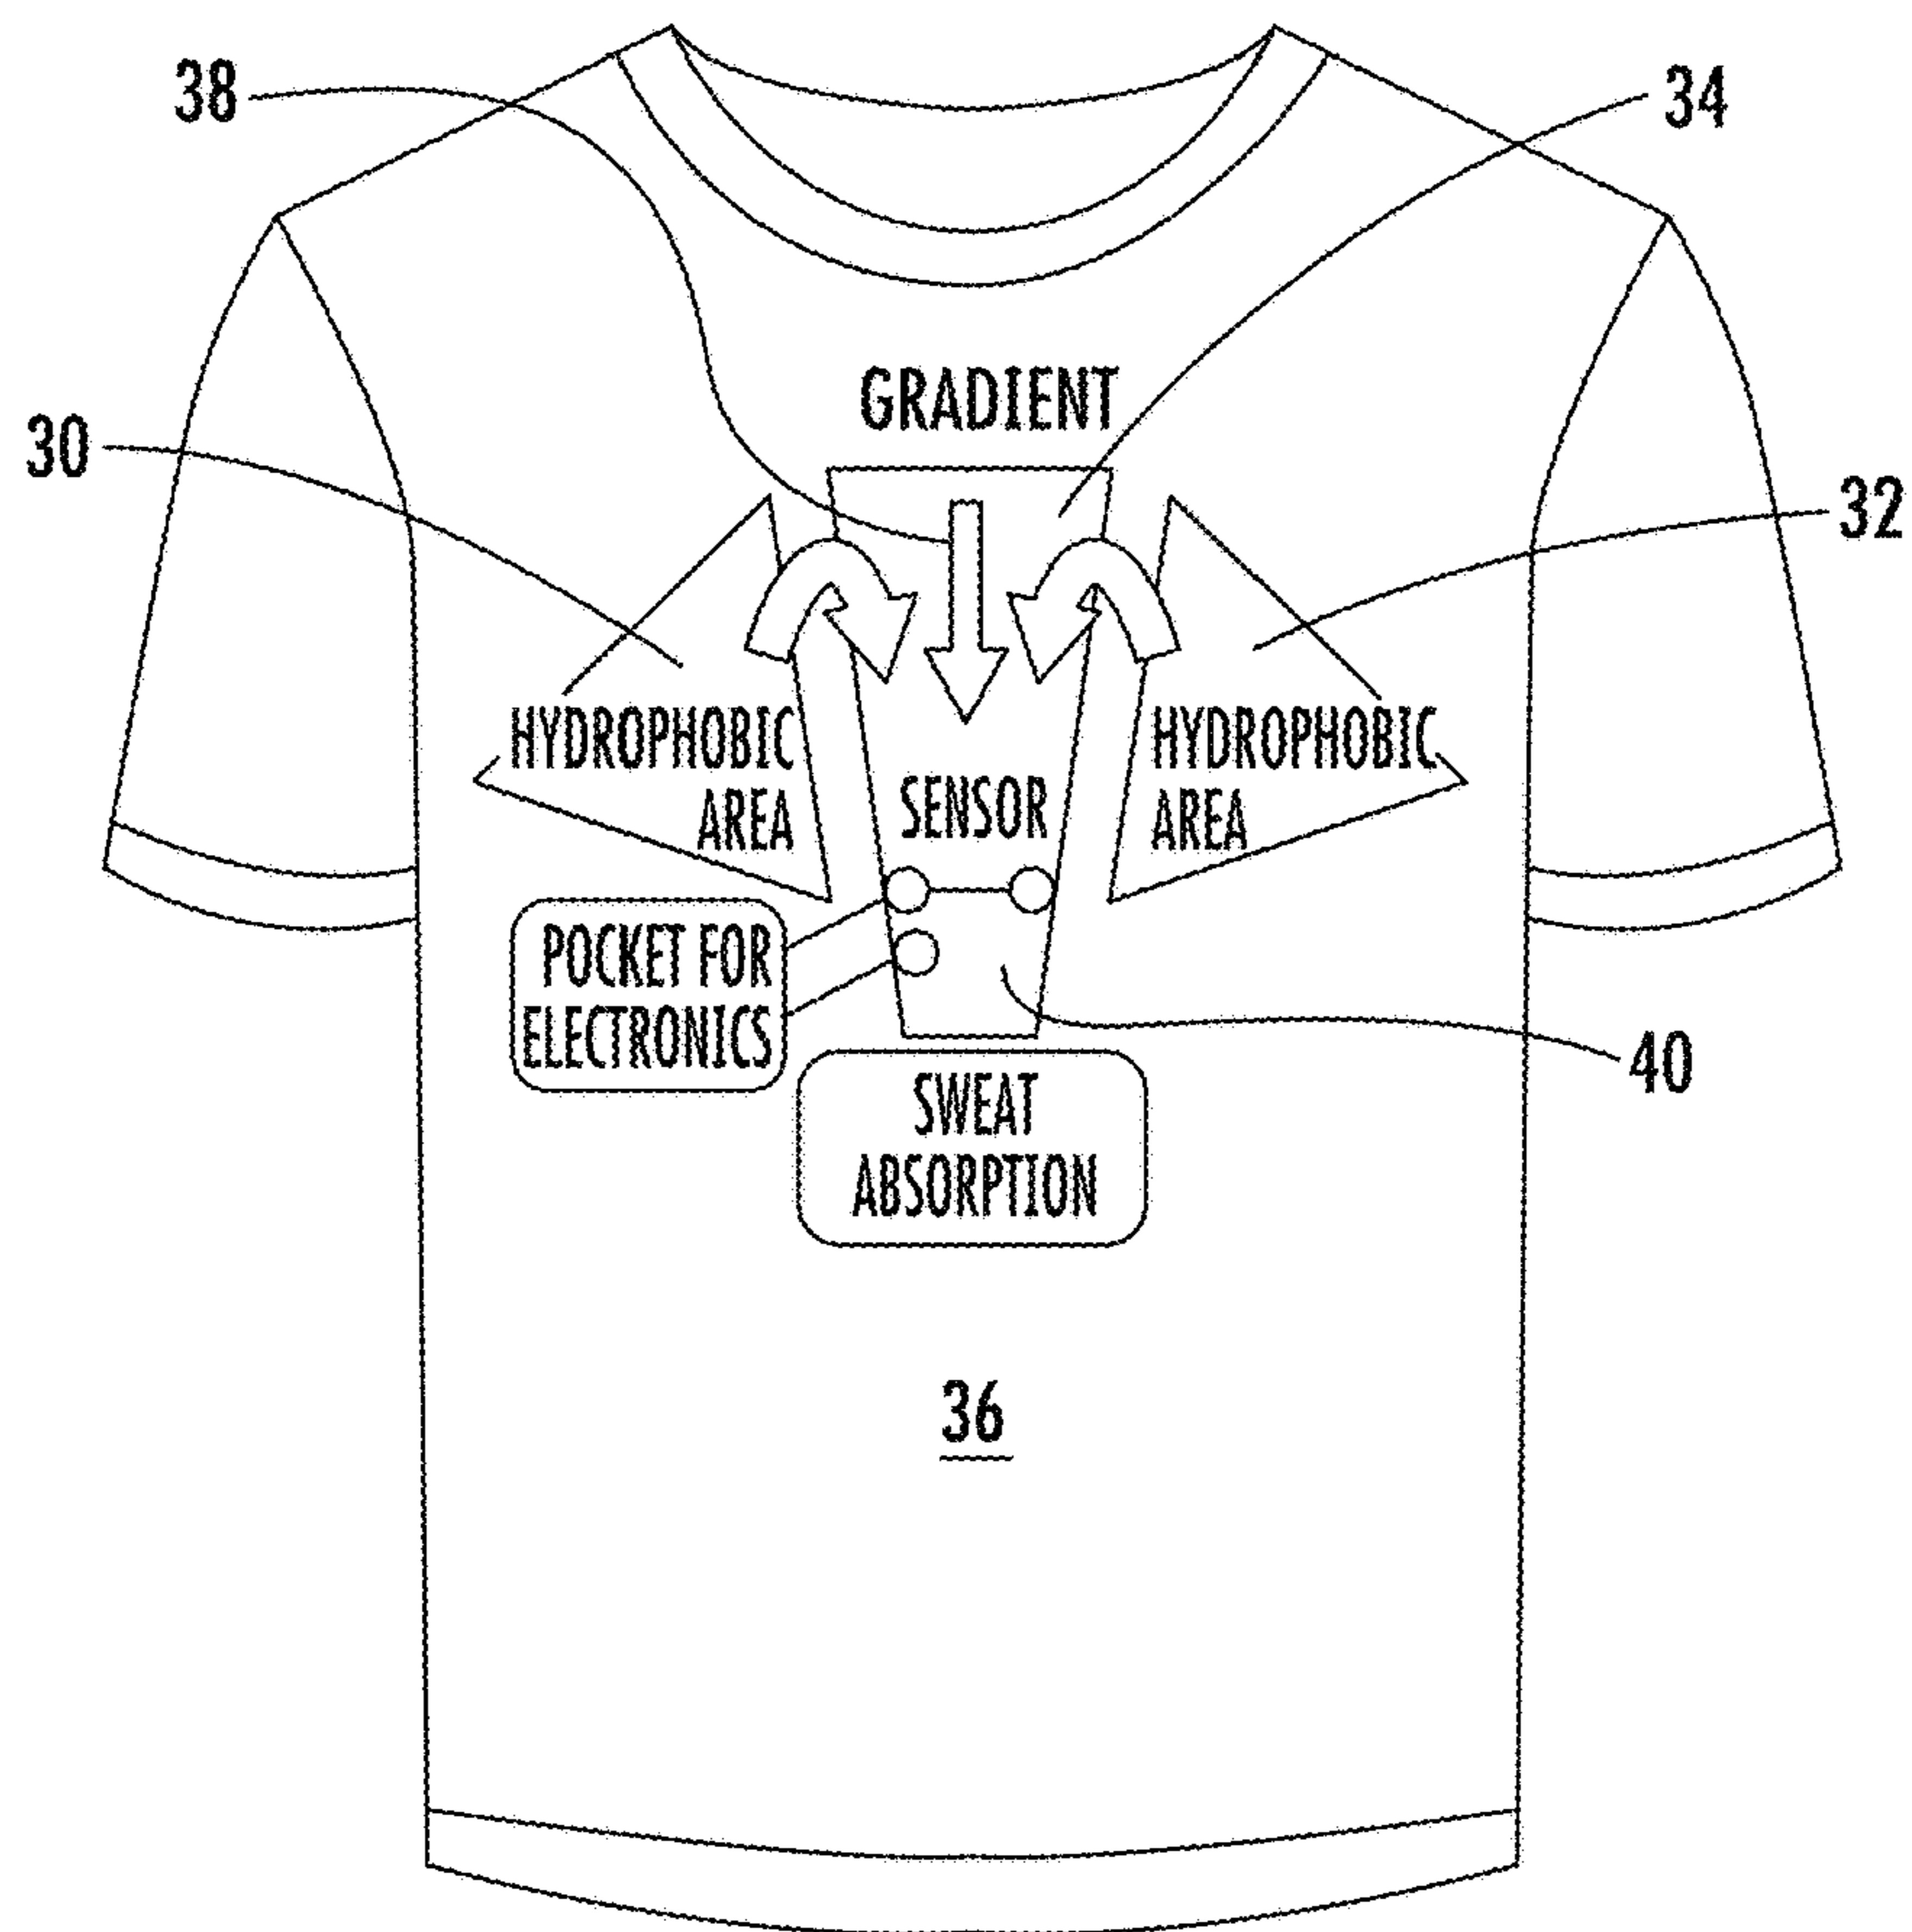 38
34
GRADIENT
30
32
HYDROPHOBIC
AREA
SENSOR
HYDROPHOBIC
AREA
POCKET FOR
ELECTRONICS
40
SWEAT
ABSORPTION
36